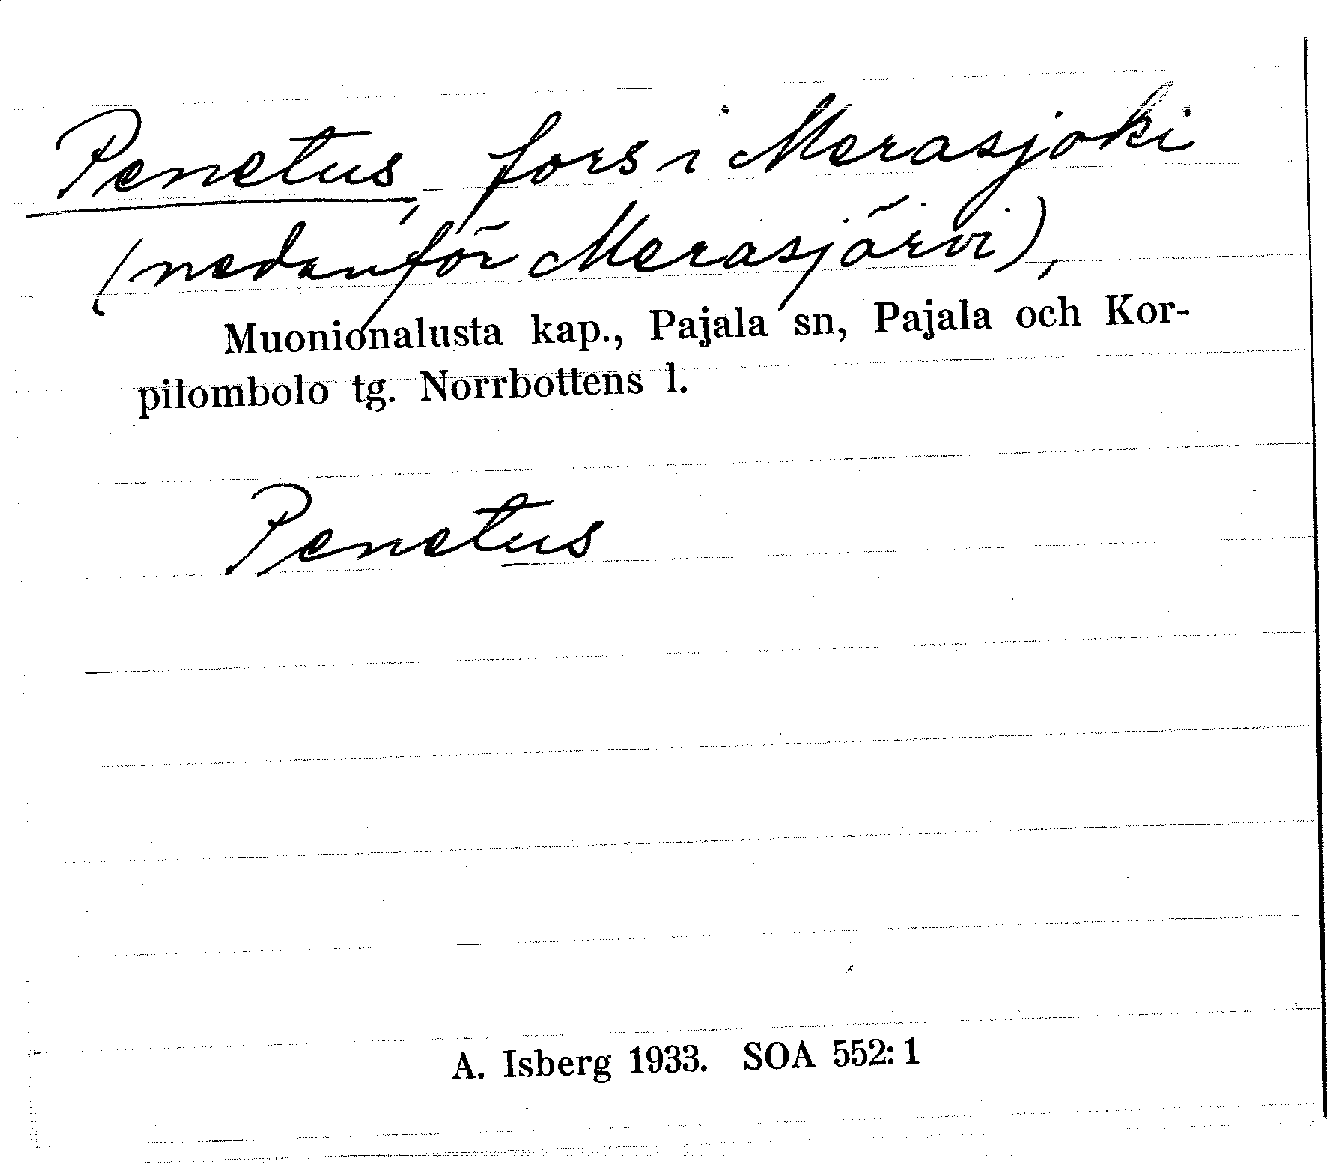 Penetus, fors i Merasjoki
(nedanför Merasjärvi),
Muonionalusta kap., Pajala sn, Pajala och Kor-
pilombolo tg. Norrbottens l.
Penetus
A. Isberg 1933. SOA 552:1